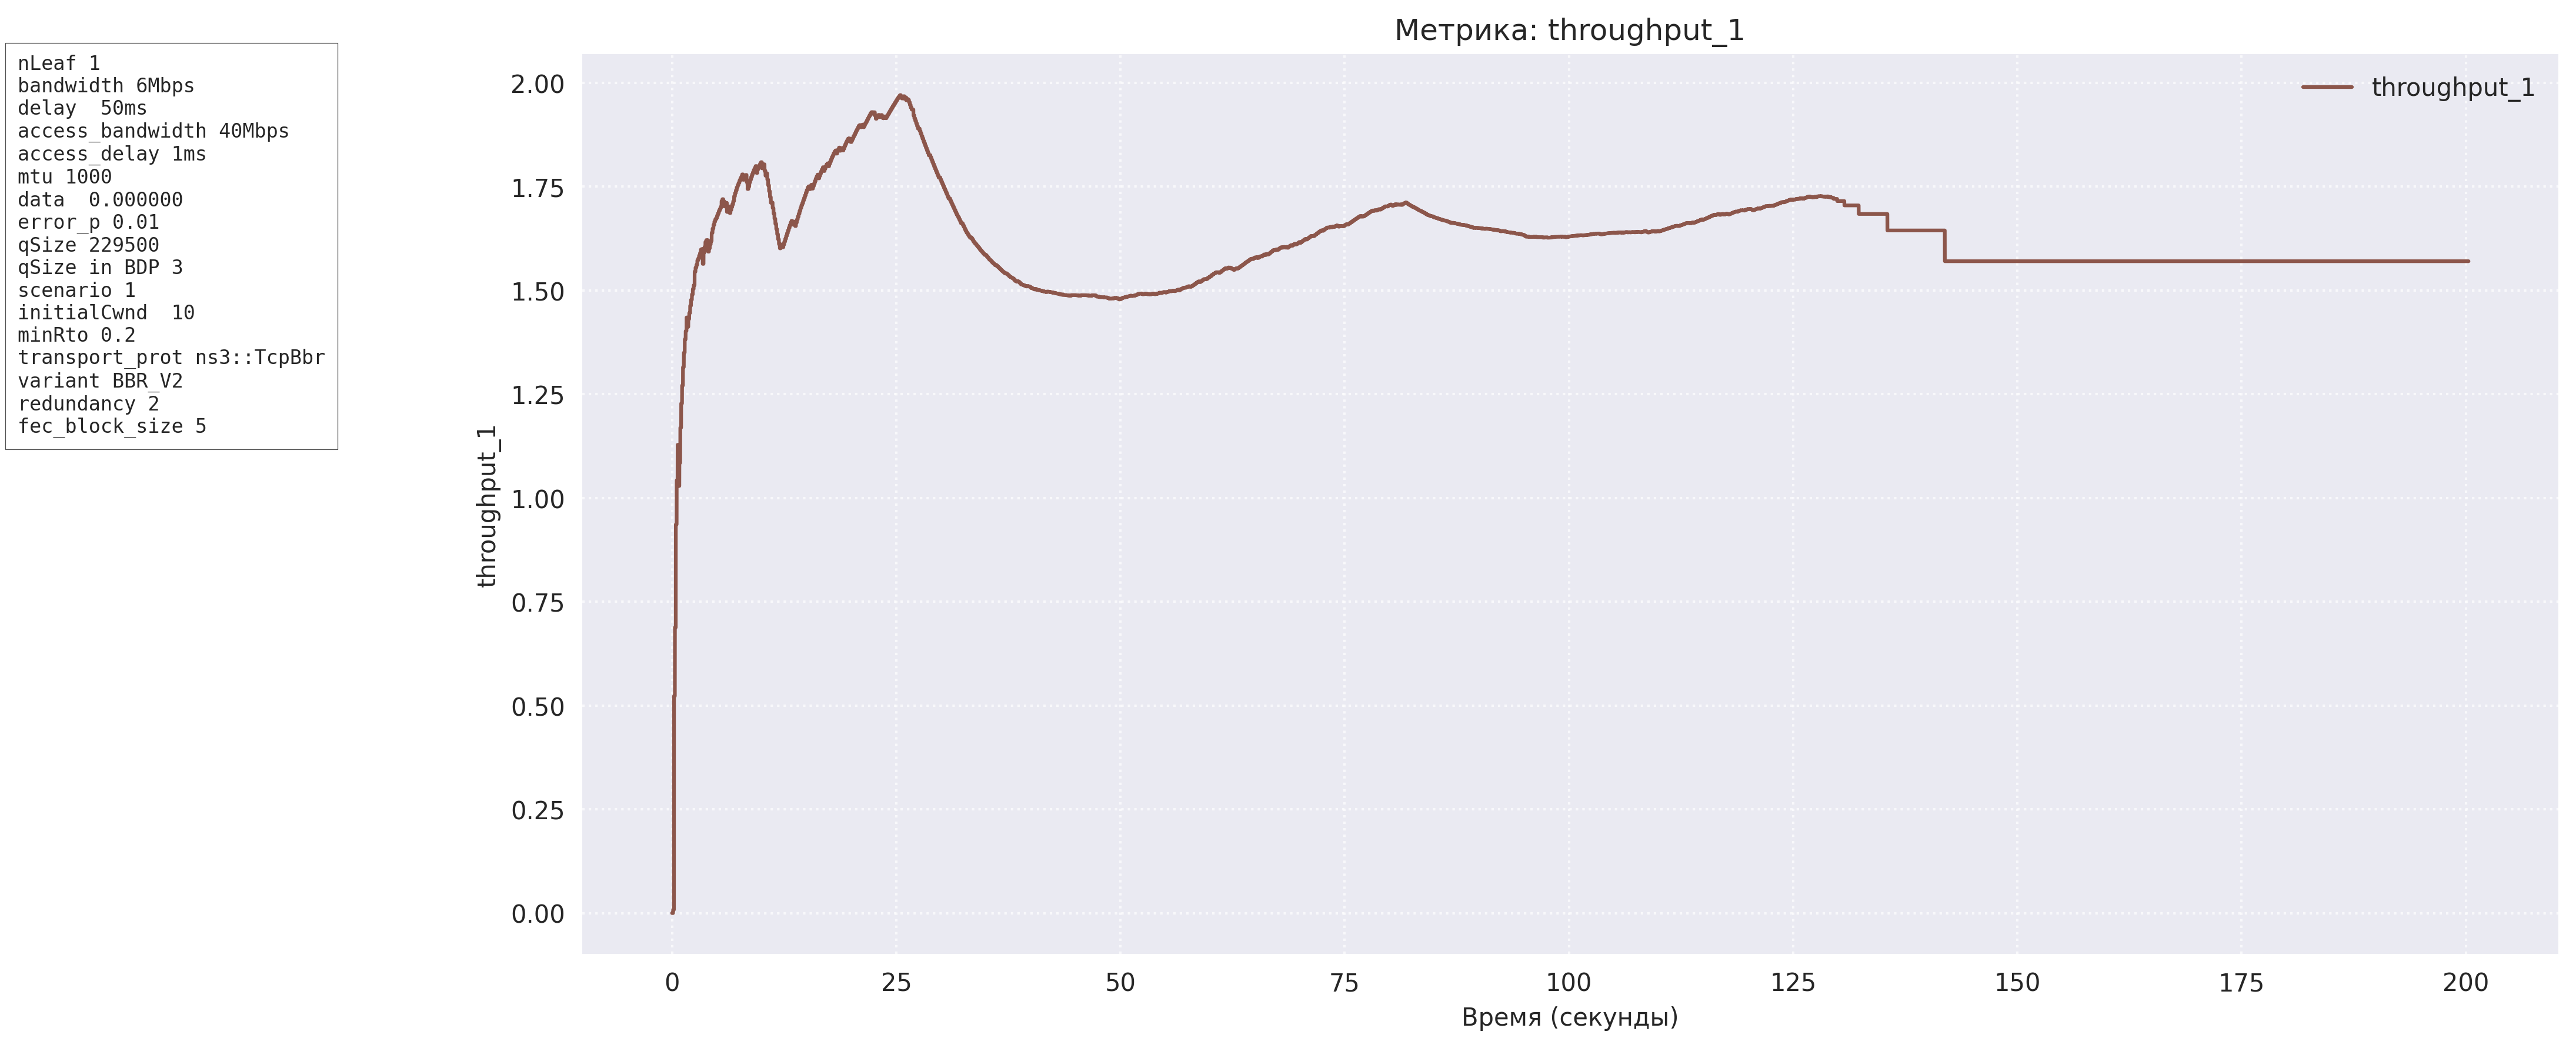 Метрика: throughput_1
nLeaf 1
bandwidth 6Mbps
delay  50ms
access_bandwidth 40Mbps
access_delay 1ms
mtu 1000
data  0.000000
error_p 0.01
qSize 229500
qSize in BDP 3
scenario 1
initialCwnd  10
minRto 0.2
transport_prot ns3::TcpBbr
variant BBR_V2
redundancy 2
fec_block_size 5
throughput_1
throughput_1
2.00
1.75
1.50
1.25
1.00
0.75
0.50
0.25
0.00
0 25 50 75 100 125 150 175 200
Время (секунды)